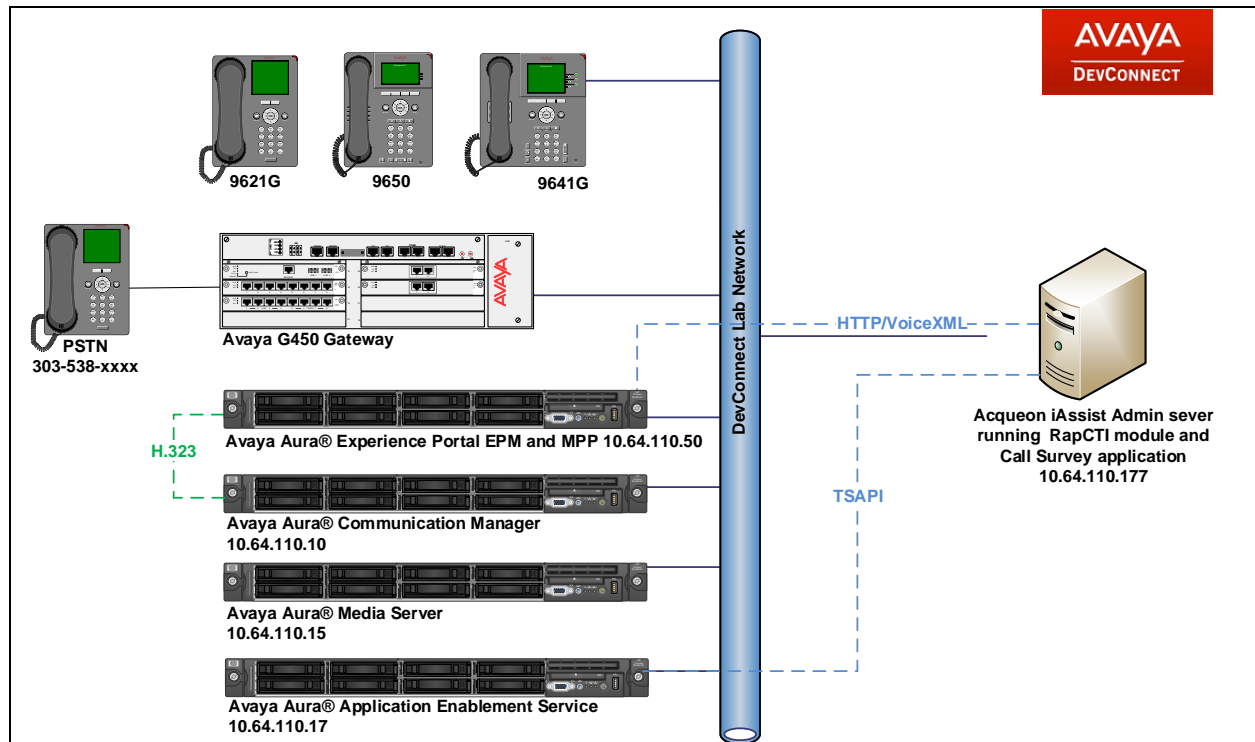 AVAYA
DEVCONNECT
9621G
9650
9641G
AVAYA
PSTN
303-538-xxxx
Avaya G450 Gateway
DevConnect Lab Network
HTTP/VoiceXML
Avaya Aura® Experience Portal EPM and MPP 10.64.110.50
H.323
Avaya Aura® Communication Manager
10.64.110.10
Acqueon iAssist Admin sever
running RapCTI module and
Call Survey application
10.64.110.177
TSAPI
Avaya Aura® Media Server
10.64.110.15
Avaya Aura® Application Enablement Service
10.64.110.17